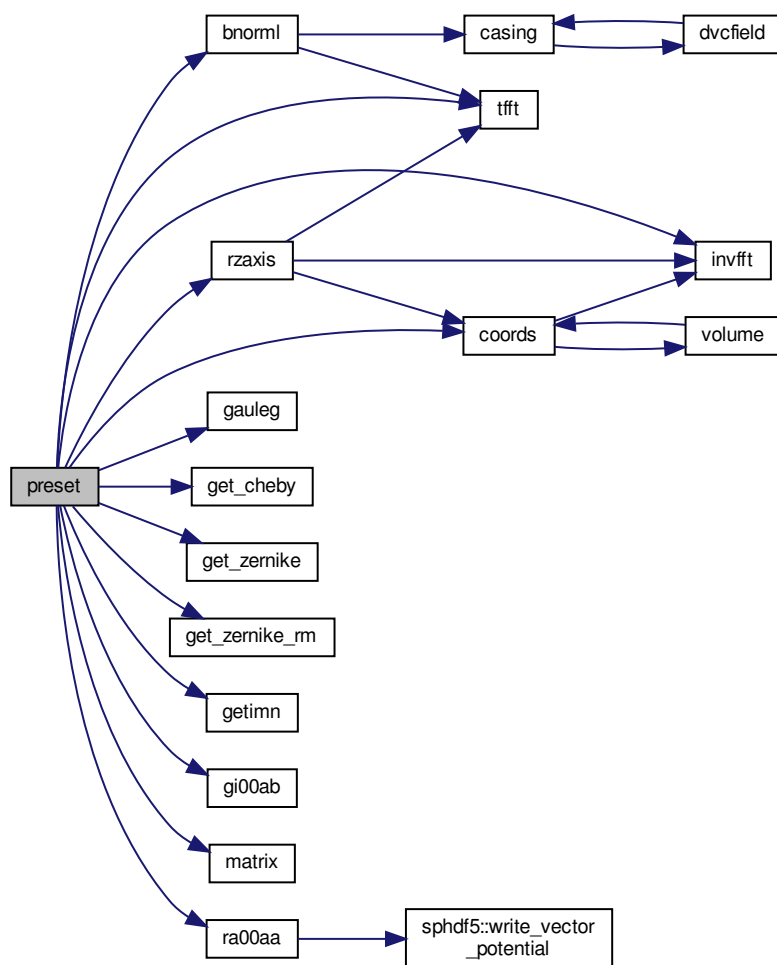 bnorml
casing
dvcfield
tfft
rzaxis
invfft
coords
volume
gauleg
preset
get_cheby
get_zernike
get_zernike_rm
getimn
gi00ab
matrix
ra00aa
sphdf5::write_vector
_potential